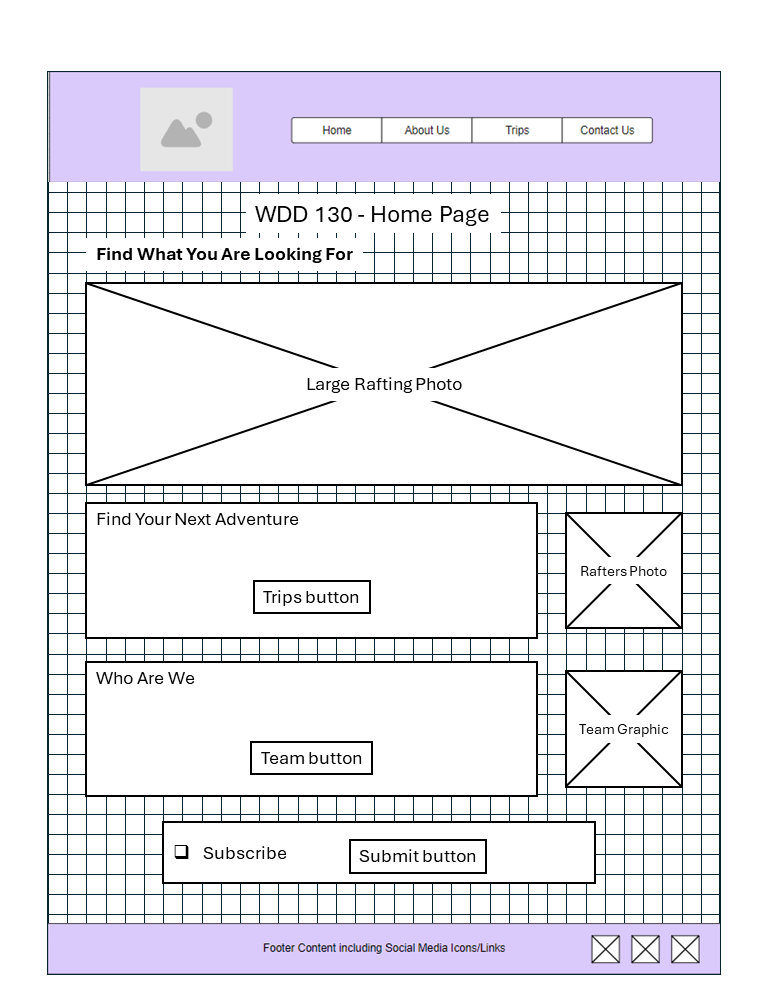 Home
About Us
Trips
Contact Us
WDD 130 - Home Page
Find What You Are Looking For
Large Rafting Photo
Find Your Next Adventure
Trips button
Rafters Photo
Who Are We
Team button
Team Graphic
Subscribe
Submit button
Footer Content including Social Media Icons/Links